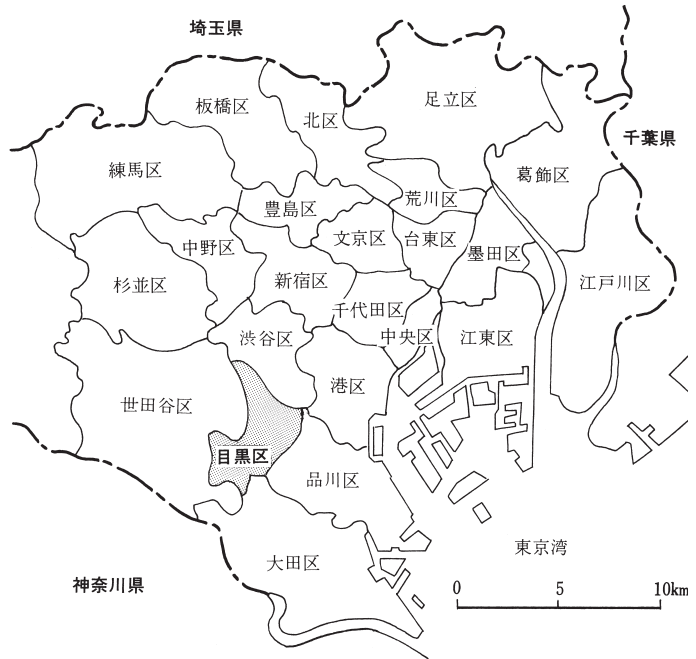 埼玉県
板橋区
北区
足立区
千葉県
練馬区
葛飾区
豊島区
荒川区
文京区
台東区
中野区
墨田区
杉並区
新宿区
江戸川区
千代田区
渋谷区
中央区
江東区
港区
世田谷区
目黒区
品川区
東京湾
大田区
神奈川県
0 5 10km